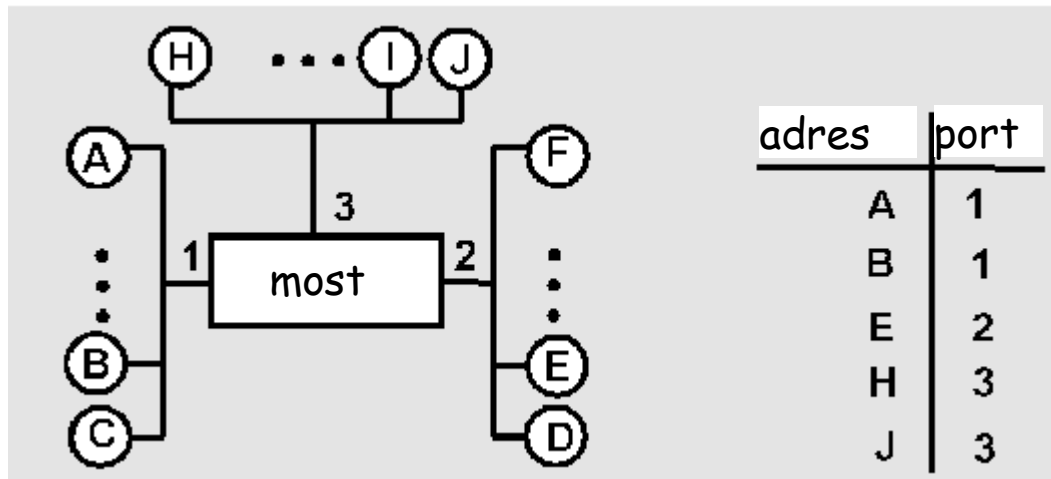 H ••• I J
A
F
adres port
3
A 1
1 most 2
B 1
E 2
B
E
H 3
C
D
J 3